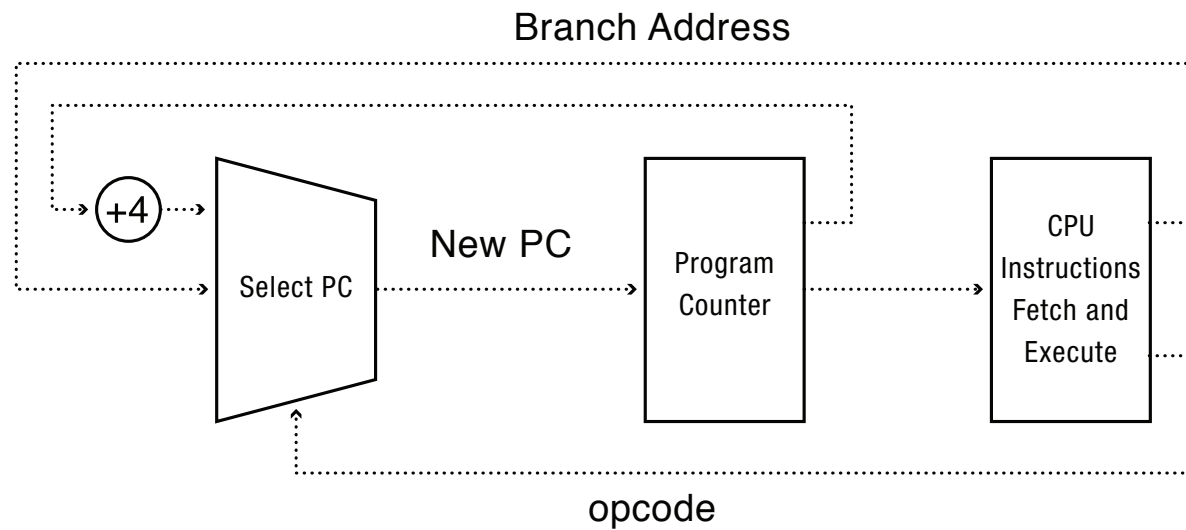 Branch Address
+4
Select PC
New PC
Program
Counter
CPU
Instructions
Fetch and
Execute
opcode